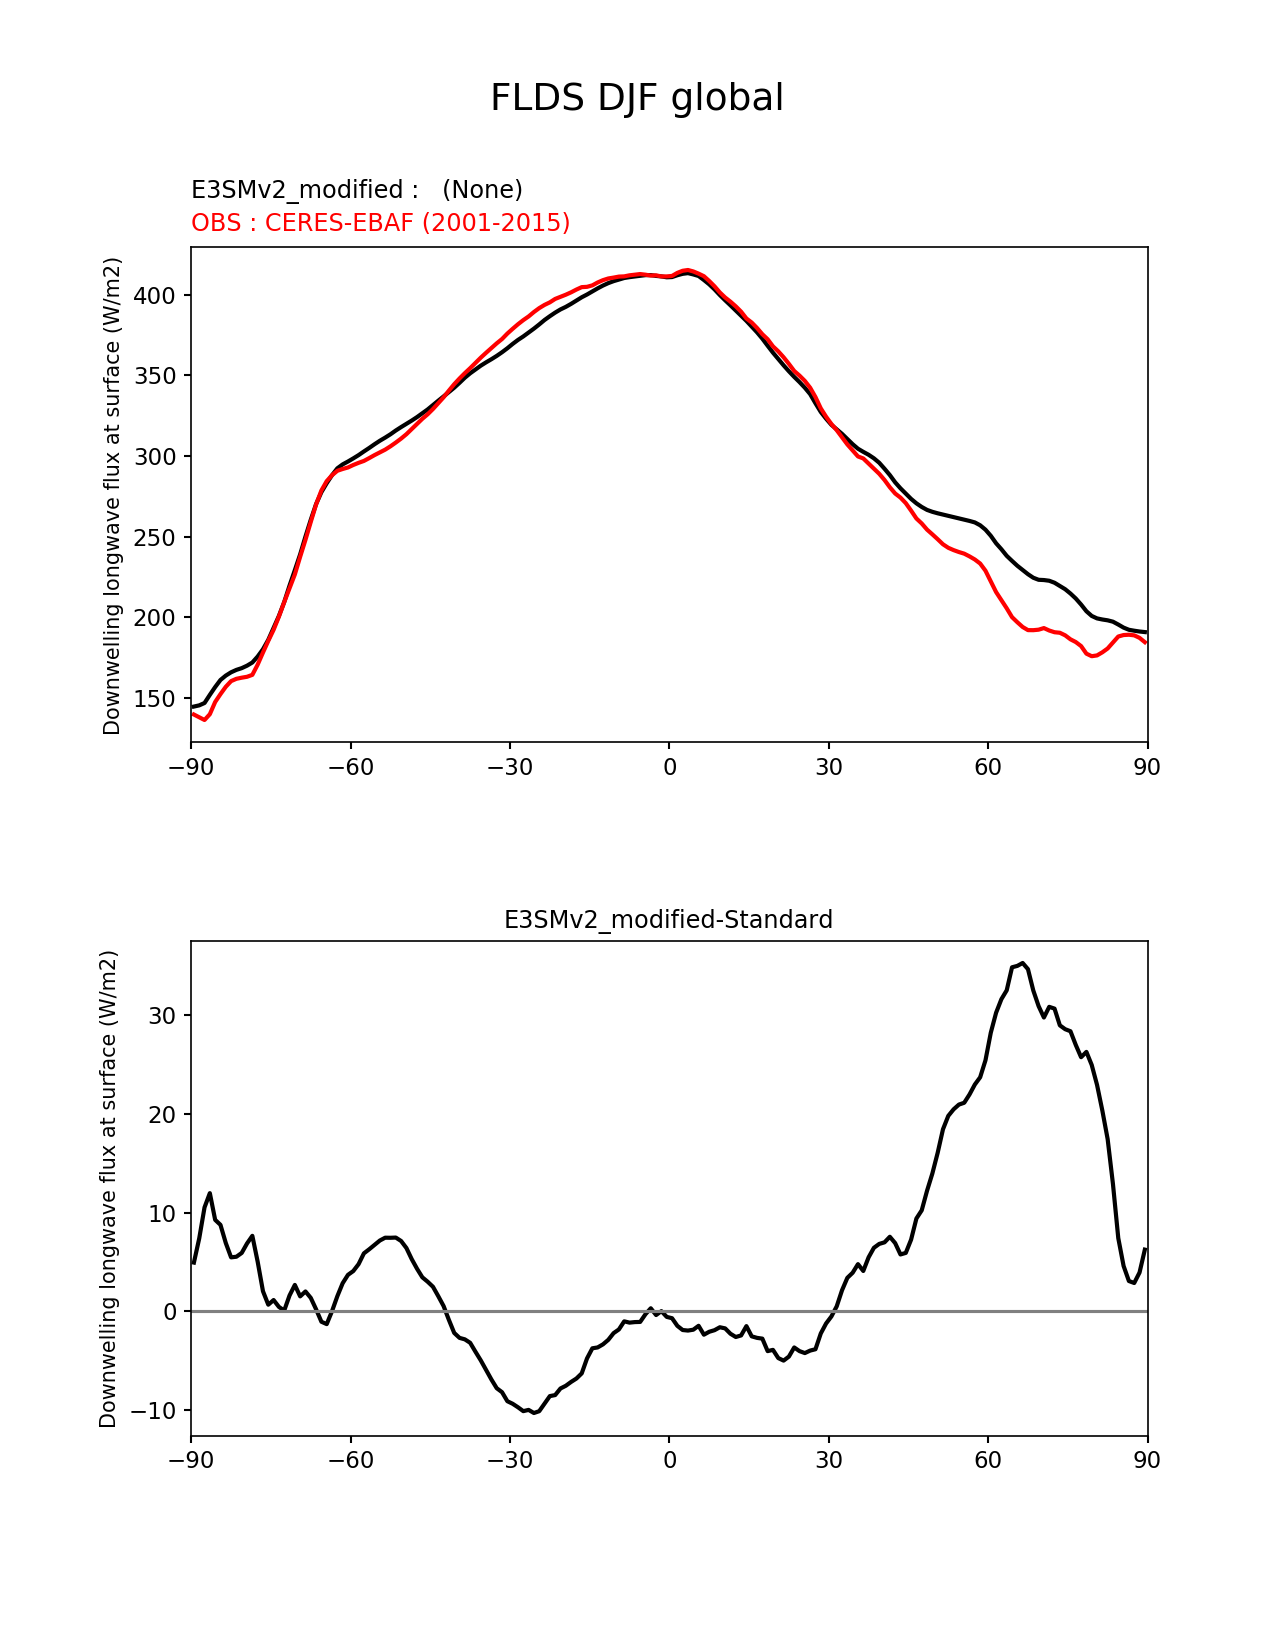 FLDS DJF global
E3SMv2_modified :   (None)
OBS : CERES-EBAF (2001-2015)
Downwelling longwave flux at surface (W/m2)
400
350
300
250
200
150
−90 −60 −30 0 30 60 90
E3SMv2_modified-Standard
Downwelling longwave flux at surface (W/m2)
30
20
10
0
−10
−90 −60 −30 0 30 60 90